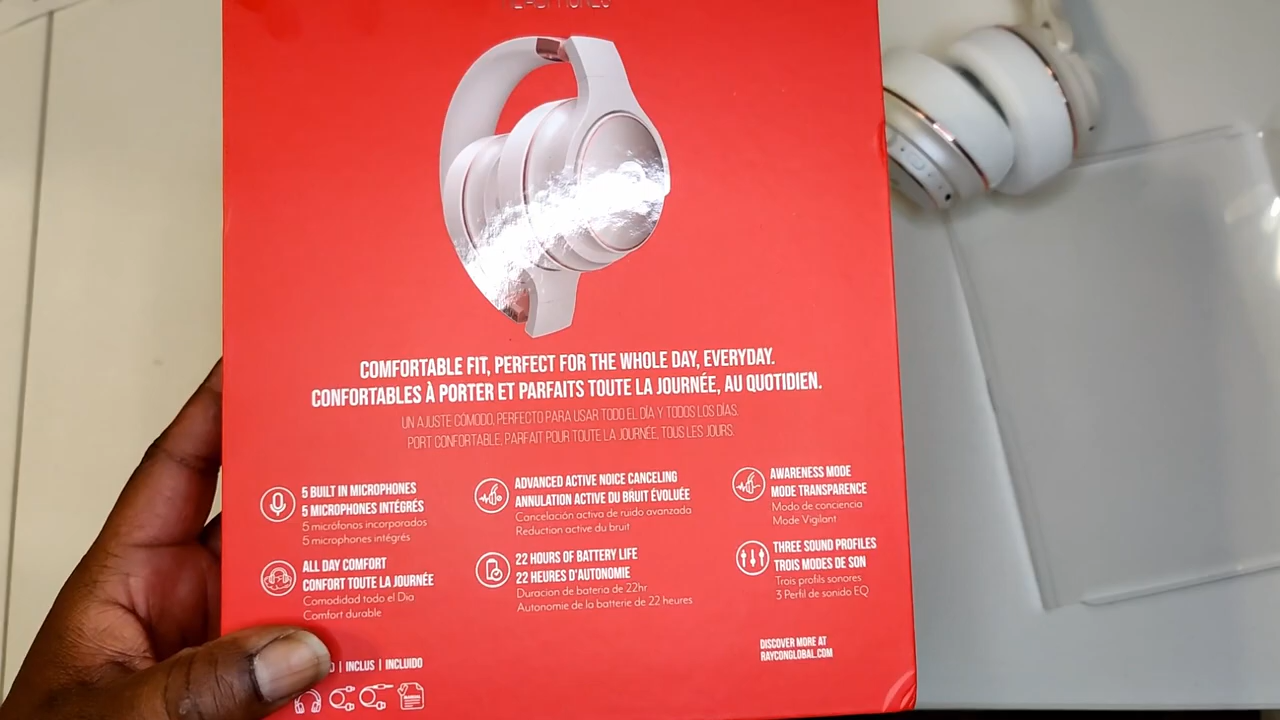 COMFORTABLE FIT, PERFECT FOR THE WHOLE DAY, EVERYDAY.
CONFORTABLES À PORTER ET PARFAITS TOUTE LA JOURNÉE, AU QUOTIDIEN.
UN AJUSTE CÓMODO, PERFECTO PARA USAR TODO EL DÍA Y TODOS LOS DÍAS.
PORT CONFORTABLE, PARFAIT POUR TOUTE LA JOURNÉE, TOUS LES JOURS.
5 BUILT IN MICROPHONES
5 MICROPHONES INTÉGRÉS
5 micrófonos incorporados
5 microphones intégrés
ADVANCED ACTIVE NOICE CANCELING
ANNULATION ACTIVE DU BRUIT ÉVOLUÉE
Cancelación activa de ruido avanzada
Reduction active du bruit
AWARENESS MODE
MODE TRANSPARENCE
Modo de conciencia
Mode Vigilant
ALL DAY COMFORT
CONFORT TOUTE LA JOURNÉE
Comodidad todo el Dia
Comfort durable
22 HOURS OF BATTERY LIFE
22 HEURES D'AUTONOMIE
Duracion de bateria de 22hr
Autonomie de la batterie de 22 heures
THREE SOUND PROFILES
TROIS MODES DE SON
Trois profils sonores
3 Perfil de sonido EQ
DISCOVER MORE AT
RAYCONGLOBAL.COM
| INCLUS | INCLUIDO